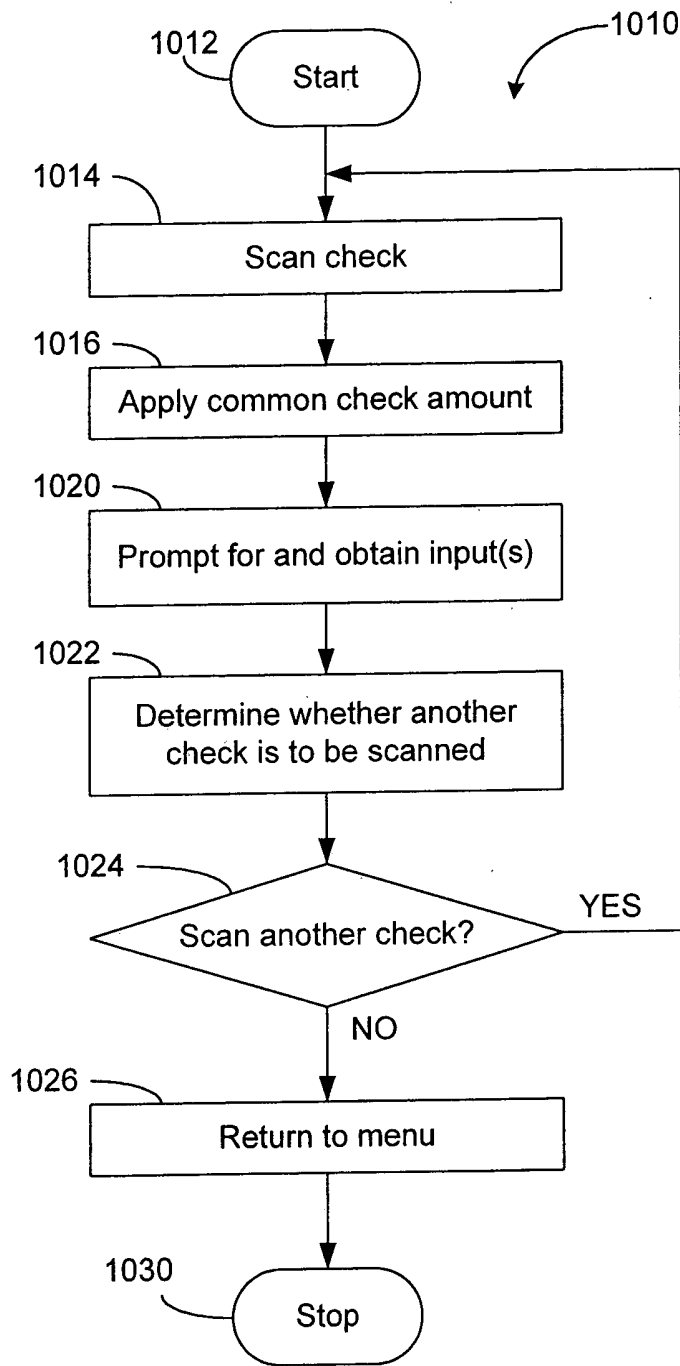 1010
1012
Start
1014
Scan check
1016
Apply common check amount
1020
Prompt for and obtain input(s)
1022
Determine whether another
check is to be scanned
1024
Scan another check?
YES
NO
1026
Return to menu
1030
Stop